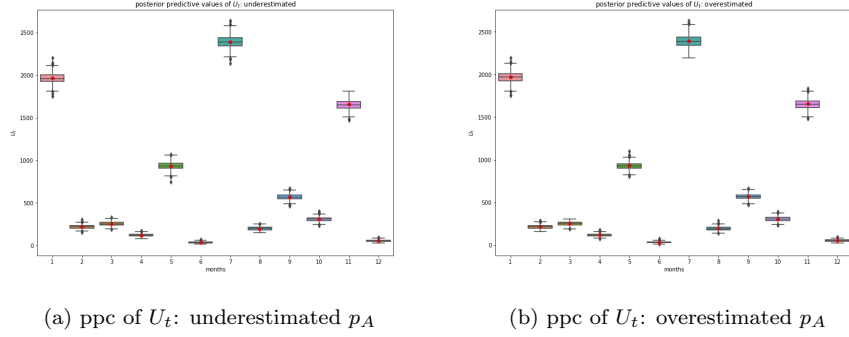 posterior predictive values of U_t: underestimated
2500
2000
1500
1000
500
0
U_t
1 2 3 4 5 6 7 8 9 10 11 12
months
(a) ppc of U_t: underestimated p_A
posterior predictive values of U_t: overestimated
2500
2000
1500
1000
500
0
U_t
1 2 3 4 5 6 7 8 9 10 11 12
months
(b) ppc of U_t: overestimated p_A